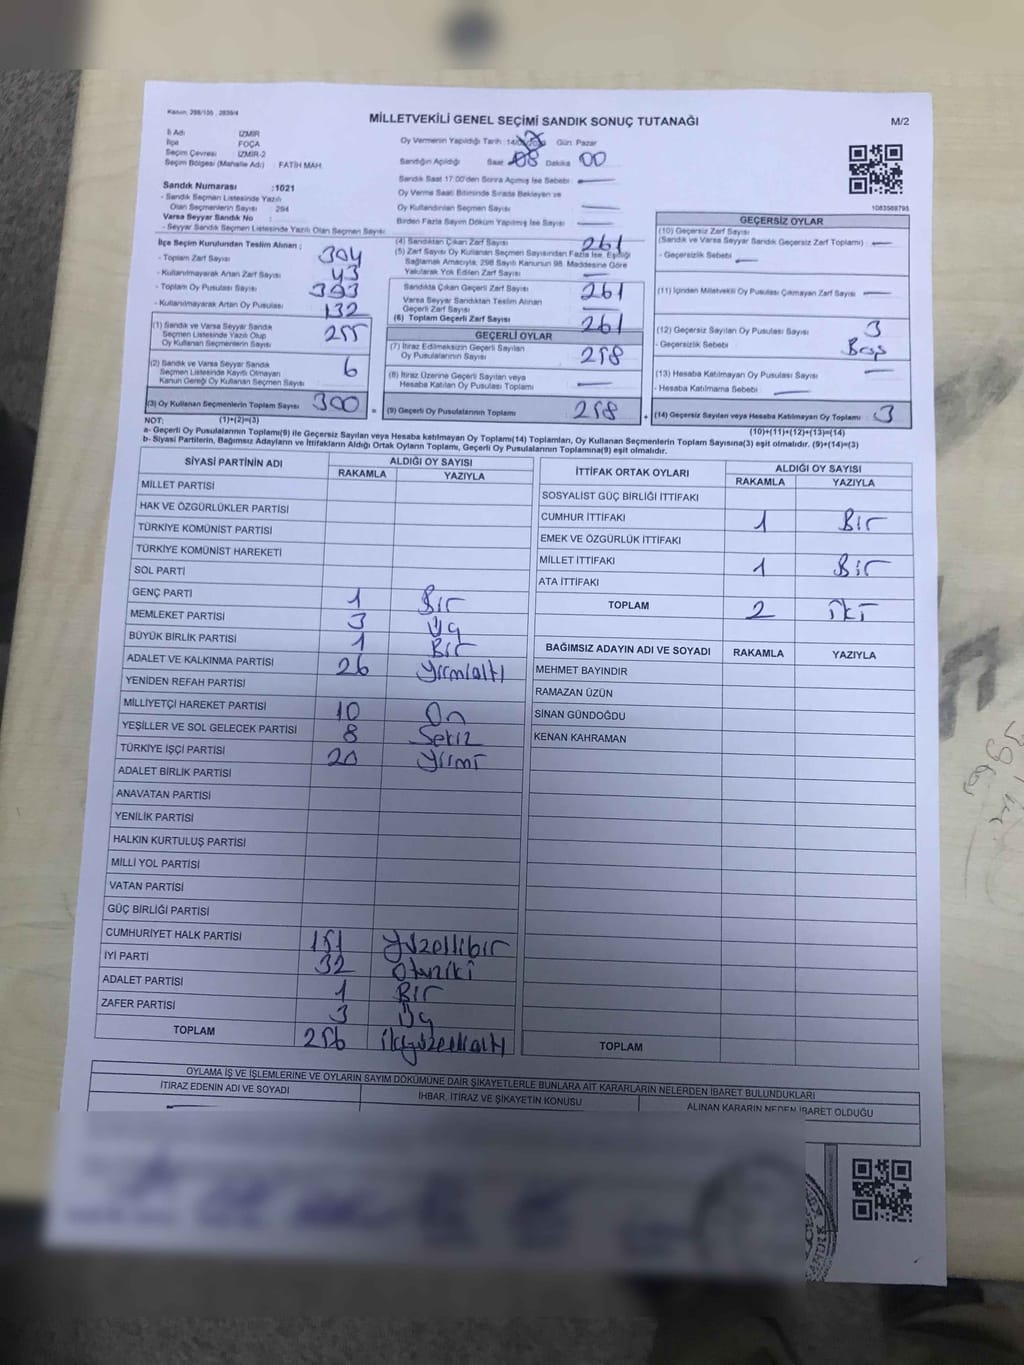 Kanun: 298/105 , 2839/4
MİLLETVEKİLİ GENEL SEÇİMİ SANDIK SONUÇ TUTANAĞI
M/2
İl Adı İZMİR
İlçe FOÇA
Seçim Çevresi : İZMİR-2
Seçim Bölgesi (Mahalle Adı) : FATİH MAH.
Oy Vermenin Yapıldığı Tarih : Gün: Pazar
Sandığın Açıldığı Saat 08 Dakika 00
Sandık Saat 17:00'den Sonra Açılmış İse Sebebi : —
Oy Verme Saati Bitiminde Sırada Bekleyen ve
Oy Kullandırılan Seçmen Sayısı : —
Birden Fazla Sayım Döküm Yapılmış İse Sayısı : —
1083568795
Sandık Numarası : 1021
- Sandık Seçmen Listesinde Yazılı
Olan Seçmenlerin Sayısı : 294
Varsa Seyyar Sandık No :
- Seyyar Sandık Seçmen Listesinde Yazılı Olan Seçmen Sayısı :
İlçe Seçim Kurulundan Teslim Alınan ;
- Toplam Zarf Sayısı : 304
- Kullanılmayarak Artan Zarf Sayısı : 43
- Toplam Oy Pusulası Sayısı : 393
- Kullanılmayarak Artan Oy Pusulası : 132
(1) Sandık ve Varsa Seyyar Sandık
Seçmen Listesinde Yazılı Olup
Oy Kullanan Seçmenlerin Sayısı : 255
(2) Sandık ve Varsa Seyyar Sandık
Seçmen Listesinde Kayıtlı Olmayan
Kanun Gereği Oy Kullanan Seçmen Sayısı : 6
(3) Oy Kullanan Seçmenlerin Toplam Sayısı : 300
(4) Sandıktan Çıkan Zarf Sayısı : 261
(5) Zarf Sayısı Oy Kullanan Seçmen Sayısından Fazla İse, Eşitliği
Sağlamak Amacıyla, 298 Sayılı Kanunun 98. Maddesine Göre
Yakılarak Yok Edilen Zarf Sayısı : —
Sandıkta Çıkan Geçerli Zarf Sayısı : 261
Varsa Seyyar Sandıktan Teslim Alınan
Geçerli Zarf Sayısı : —
(6) Toplam Geçerli Zarf Sayısı : 261
GEÇERLİ OYLAR
(7) İtiraz Edilmeksizin Geçerli Sayılan
Oy Pusulalarının Sayısı : 258
(8) İtiraz Üzerine Geçerli Sayılan veya
Hesaba Katılan Oy Pusulası Toplamı : —
= (9) Geçerli Oy Pusulalarının Toplamı : 258
GEÇERSİZ OYLAR
(10) Geçersiz Zarf Sayısı
(Sandık ve Varsa Seyyar Sandık Geçersiz Zarf Toplamı) : —
- Geçersizlik Sebebi : —
(11) İçinden Milletvekili Oy Pusulası Çıkmayan Zarf Sayısı : —
(12) Geçersiz Sayılan Oy Pusulası Sayısı : 3
- Geçersizlik Sebebi : Boş
(13) Hesaba Katılmayan Oy Pusulası Sayısı : —
- Hesaba Katılmama Sebebi : —
+ (14) Geçersiz Sayılan veya Hesaba Katılmayan Oy Toplamı : 3
NOT: (1)+(2)=(3)
(10)+(11)+(12)+(13)=(14)
a- Geçerli Oy Pusulalarının Toplamı(9) ile Geçersiz Sayılan veya Hesaba katılmayan Oy Toplamı(14) Toplamları, Oy Kullanan Seçmenlerin Toplam Sayısına(3) eşit olmalıdır. (9)+(14)=(3)
b- Siyasi Partilerin, Bağımsız Adayların ve İttifakların Aldığı Ortak Oyların Toplamı, Geçerli Oy Pusulalarının Toplamına(9) eşit olmalıdır.
SİYASİ PARTİNİN ADI ALDIĞI OY SAYISI
RAKAMLA YAZIYLA
MİLLET PARTİSİ
HAK VE ÖZGÜRLÜKLER PARTİSİ
TÜRKİYE KOMÜNİST PARTİSİ
TÜRKİYE KOMÜNİST HAREKETİ
SOL PARTİ
GENÇ PARTİ 1 Bir
MEMLEKET PARTİSİ 3 Üç
BÜYÜK BİRLİK PARTİSİ 1 Bir
ADALET VE KALKINMA PARTİSİ 26 Yirmialtı
YENİDEN REFAH PARTİSİ
MİLLİYETÇİ HAREKET PARTİSİ 10 On
YEŞİLLER VE SOL GELECEK PARTİSİ 8 Sekiz
TÜRKİYE İŞÇİ PARTİSİ 20 Yirmi
ADALET BİRLİK PARTİSİ
ANAVATAN PARTİSİ
YENİLİK PARTİSİ
HALKIN KURTULUŞ PARTİSİ
MİLLİ YOL PARTİSİ
VATAN PARTİSİ
GÜÇ BİRLİĞİ PARTİSİ
CUMHURİYET HALK PARTİSİ 151 Yüzellibir
İYİ PARTİ 32 Otuziki
ADALET PARTİSİ 1 Bir
ZAFER PARTİSİ 3 Üç
TOPLAM 256 ikiyüzellialtı
İTTİFAK ORTAK OYLARI ALDIĞI OY SAYISI
RAKAMLA YAZIYLA
SOSYALİST GÜÇ BİRLİĞİ İTTİFAKI
CUMHUR İTTİFAKI 1 Bir
EMEK VE ÖZGÜRLÜK İTTİFAKI
MİLLET İTTİFAKI 1 Bir
ATA İTTİFAKI
TOPLAM 2 iki
BAĞIMSIZ ADAYIN ADI VE SOYADI RAKAMLA YAZIYLA
MEHMET BAYINDIR
RAMAZAN ÜZÜN
SİNAN GÜNDOĞDU
KENAN KAHRAMAN
TOPLAM
OYLAMA İŞ VE İŞLEMLERİNE VE OYLARIN SAYIM DÖKÜMÜNE DAİR ŞİKAYETLERLE BUNLARA AİT KARARLARIN NELERDEN İBARET BULUNDUKLARI
İTİRAZ EDENİN ADI VE SOYADI İHBAR, İTİRAZ VE ŞİKAYETİN KONUSU ALINAN KARARIN NEDEN İBARET OLDUĞU